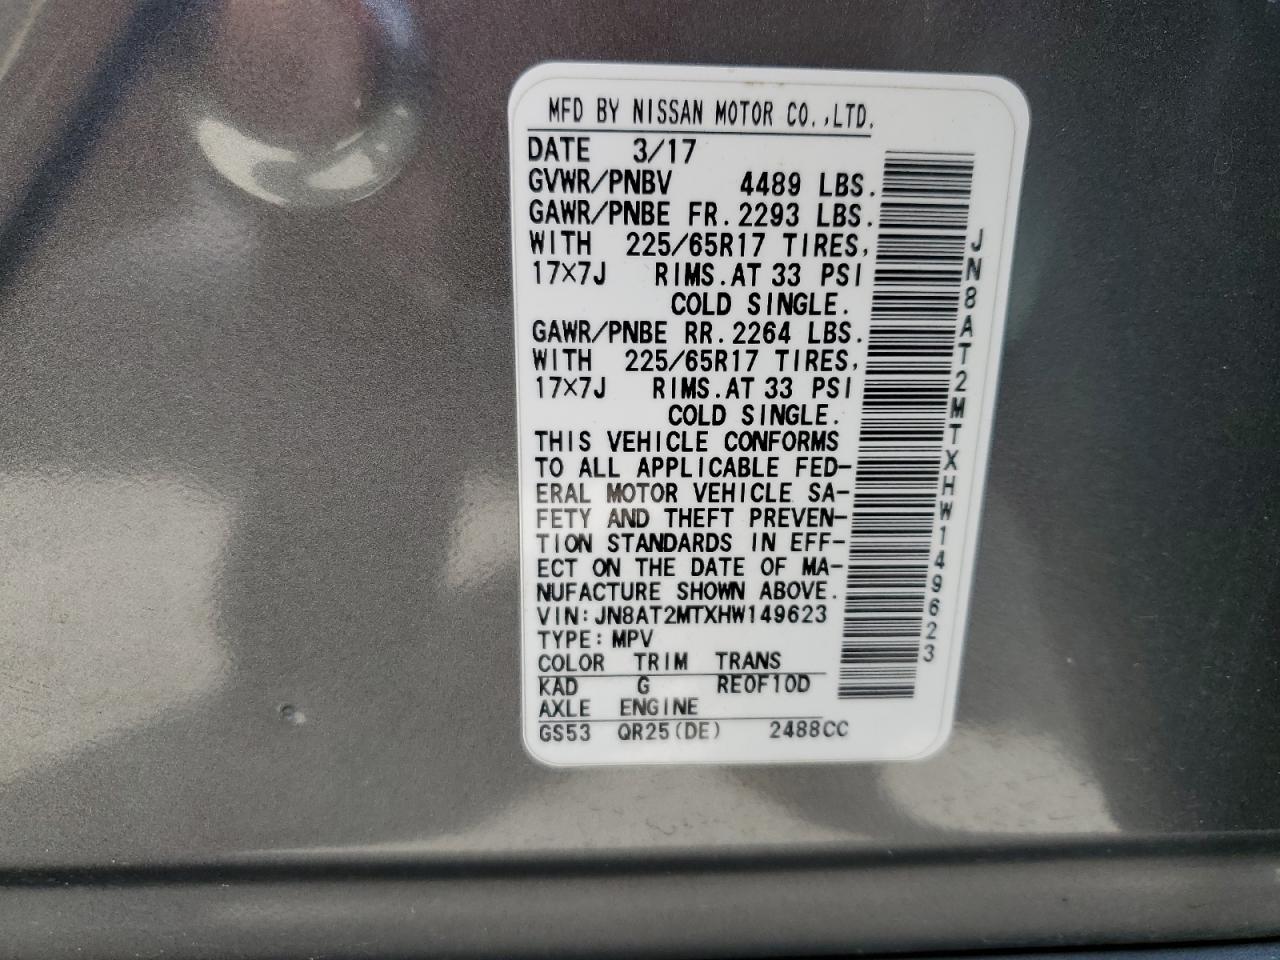 MFD BY NISSAN MOTOR CO.,LTD.
DATE 3/17
GVWR/PNBV 4489 LBS.
GAWR/PNBE FR.2293 LBS.
WITH 225/65R17 TIRES,
17×7J RIMS.AT 33 PSI
COLD SINGLE.
GAWR/PNBE RR.2264 LBS.
WITH 225/65R17 TIRES,
17×7J RIMS.AT 33 PSI
COLD SINGLE.
THIS VEHICLE CONFORMS
TO ALL APPLICABLE FED-
ERAL MOTOR VEHICLE SA-
FETY AND THEFT PREVEN-
TION STANDARDS IN EFF-
ECT ON THE DATE OF MA-
NUFACTURE SHOWN ABOVE.
VIN:JN8AT2MTXHW149623
TYPE:MPV
COLOR TRIM TRANS
KAD G RE0F10D
AXLE ENGINE
GS53 QR25(DE) 2488CC
JN8AT2MTXHW149623